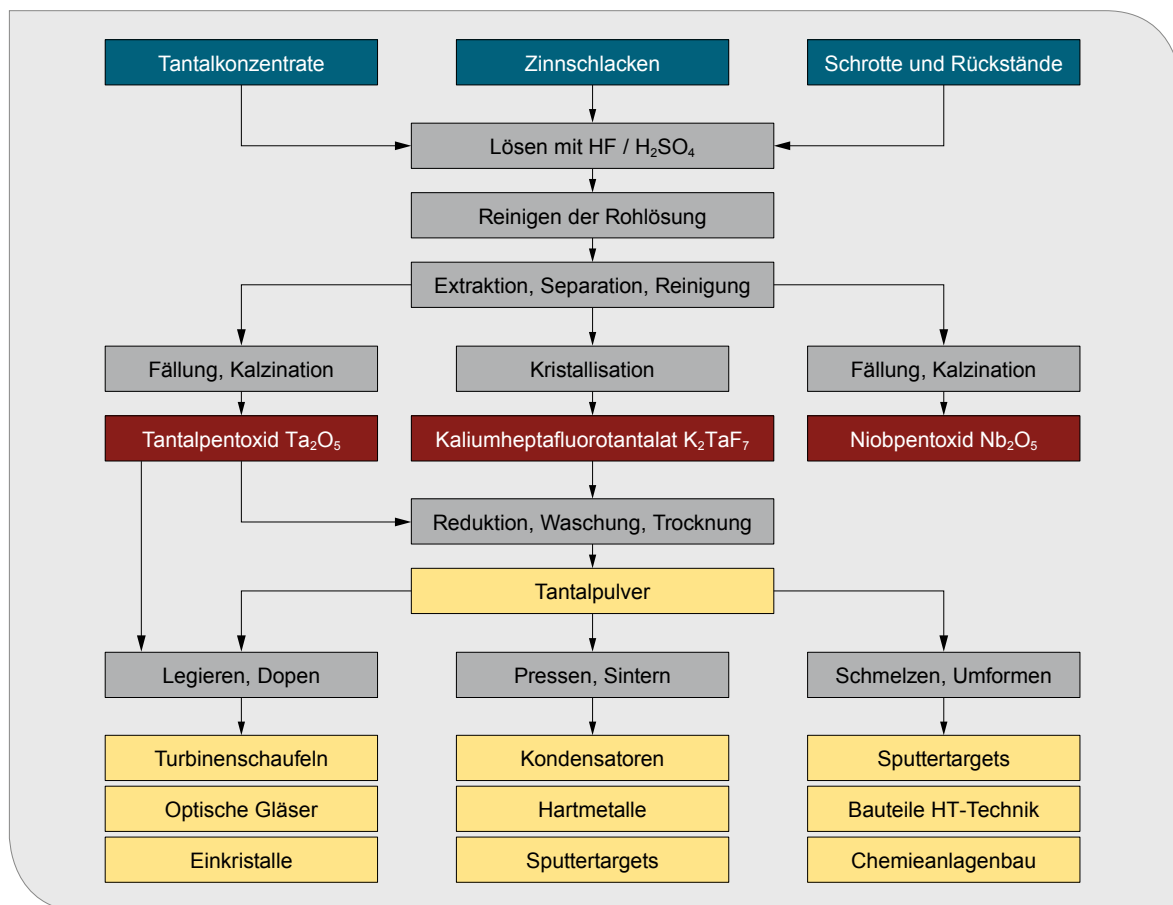 Tantalkonzentrate
Zinnschlacken
Schrotte und Rückstände
Lösen mit HF / H₂SO₄
Reinigen der Rohlösung
Extraktion, Separation, Reinigung
Fällung, Kalzination
Kristallisation
Fällung, Kalzination
Tantalpentoxid Ta₂O₅
Kaliumheptafluorotantalat K₂TaF₇
Niobpentoxid Nb₂O₅
Reduktion, Waschung, Trocknung
Tantalpulver
Legieren, Dopen
Pressen, Sintern
Schmelzen, Umformen
Turbinenschaufeln
Kondensatoren
Sputtertargets
Optische Gläser
Hartmetalle
Bauteile HT-Technik
Einkristalle
Sputtertargets
Chemieanlagenbau